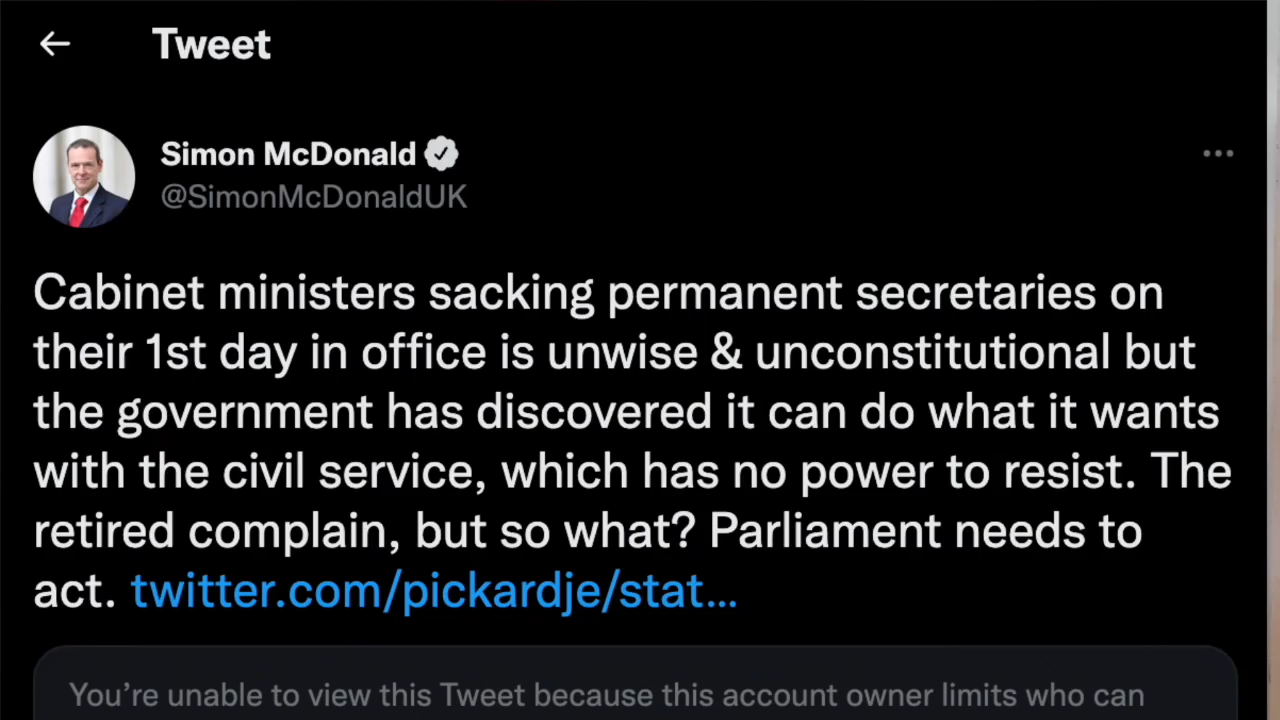 Tweet
Simon McDonald
@SimonMcDonaldUK
Cabinet ministers sacking permanent secretaries on
their 1st day in office is unwise & unconstitutional but
the government has discovered it can do what it wants
with the civil service, which has no power to resist. The
retired complain, but so what? Parliament needs to
act. twitter.com/pickardje/stat…
You’re unable to view this Tweet because this account owner limits who can